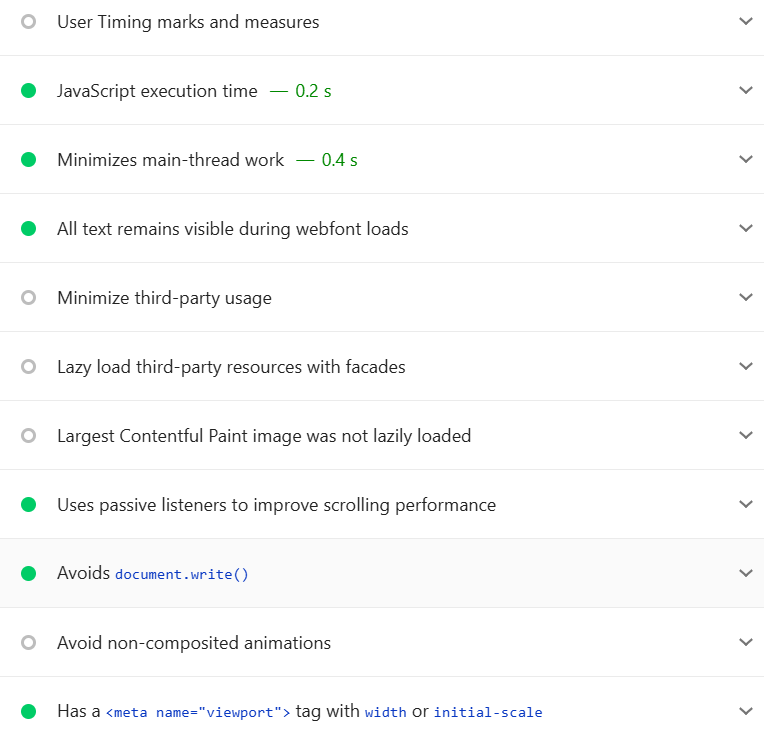 User Timing marks and measures
JavaScript execution time — 0.2 s
Minimizes main-thread work — 0.4 s
All text remains visible during webfont loads
Minimize third-party usage
Lazy load third-party resources with facades
Largest Contentful Paint image was not lazily loaded
Uses passive listeners to improve scrolling performance
Avoids document.write()
Avoid non-composited animations
Has a <meta name="viewport"> tag with width or initial-scale